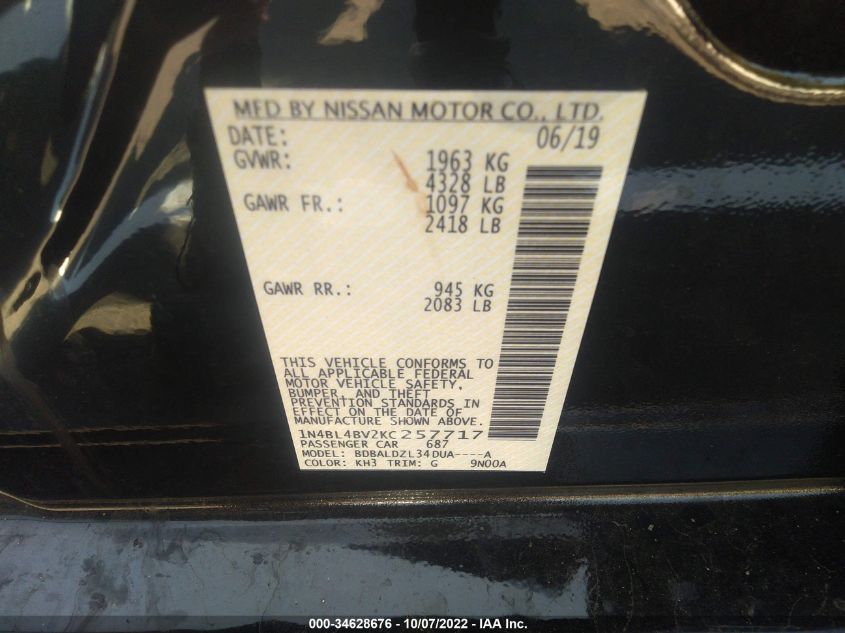 MFD BY NISSAN MOTOR CO., LTD.
DATE: 06/19
GVWR: 1963 KG
4328 LB
GAWR FR.: 1097 KG
2418 LB
GAWR RR.: 945 KG
2083 LB
THIS VEHICLE CONFORMS TO
ALL APPLICABLE FEDERAL
MOTOR VEHICLE SAFETY,
BUMPER, AND THEFT
PREVENTION STANDARDS IN
EFFECT ON THE DATE OF
MANUFACTURE SHOWN ABOVE.
1N4BL4BV2KC257717
PASSENGER CAR 687
MODEL: BDBALDZL34DUA----A
COLOR: KH3 TRIM: G 9N00A
000-34628676 - 10/07/2022 - IAA Inc.